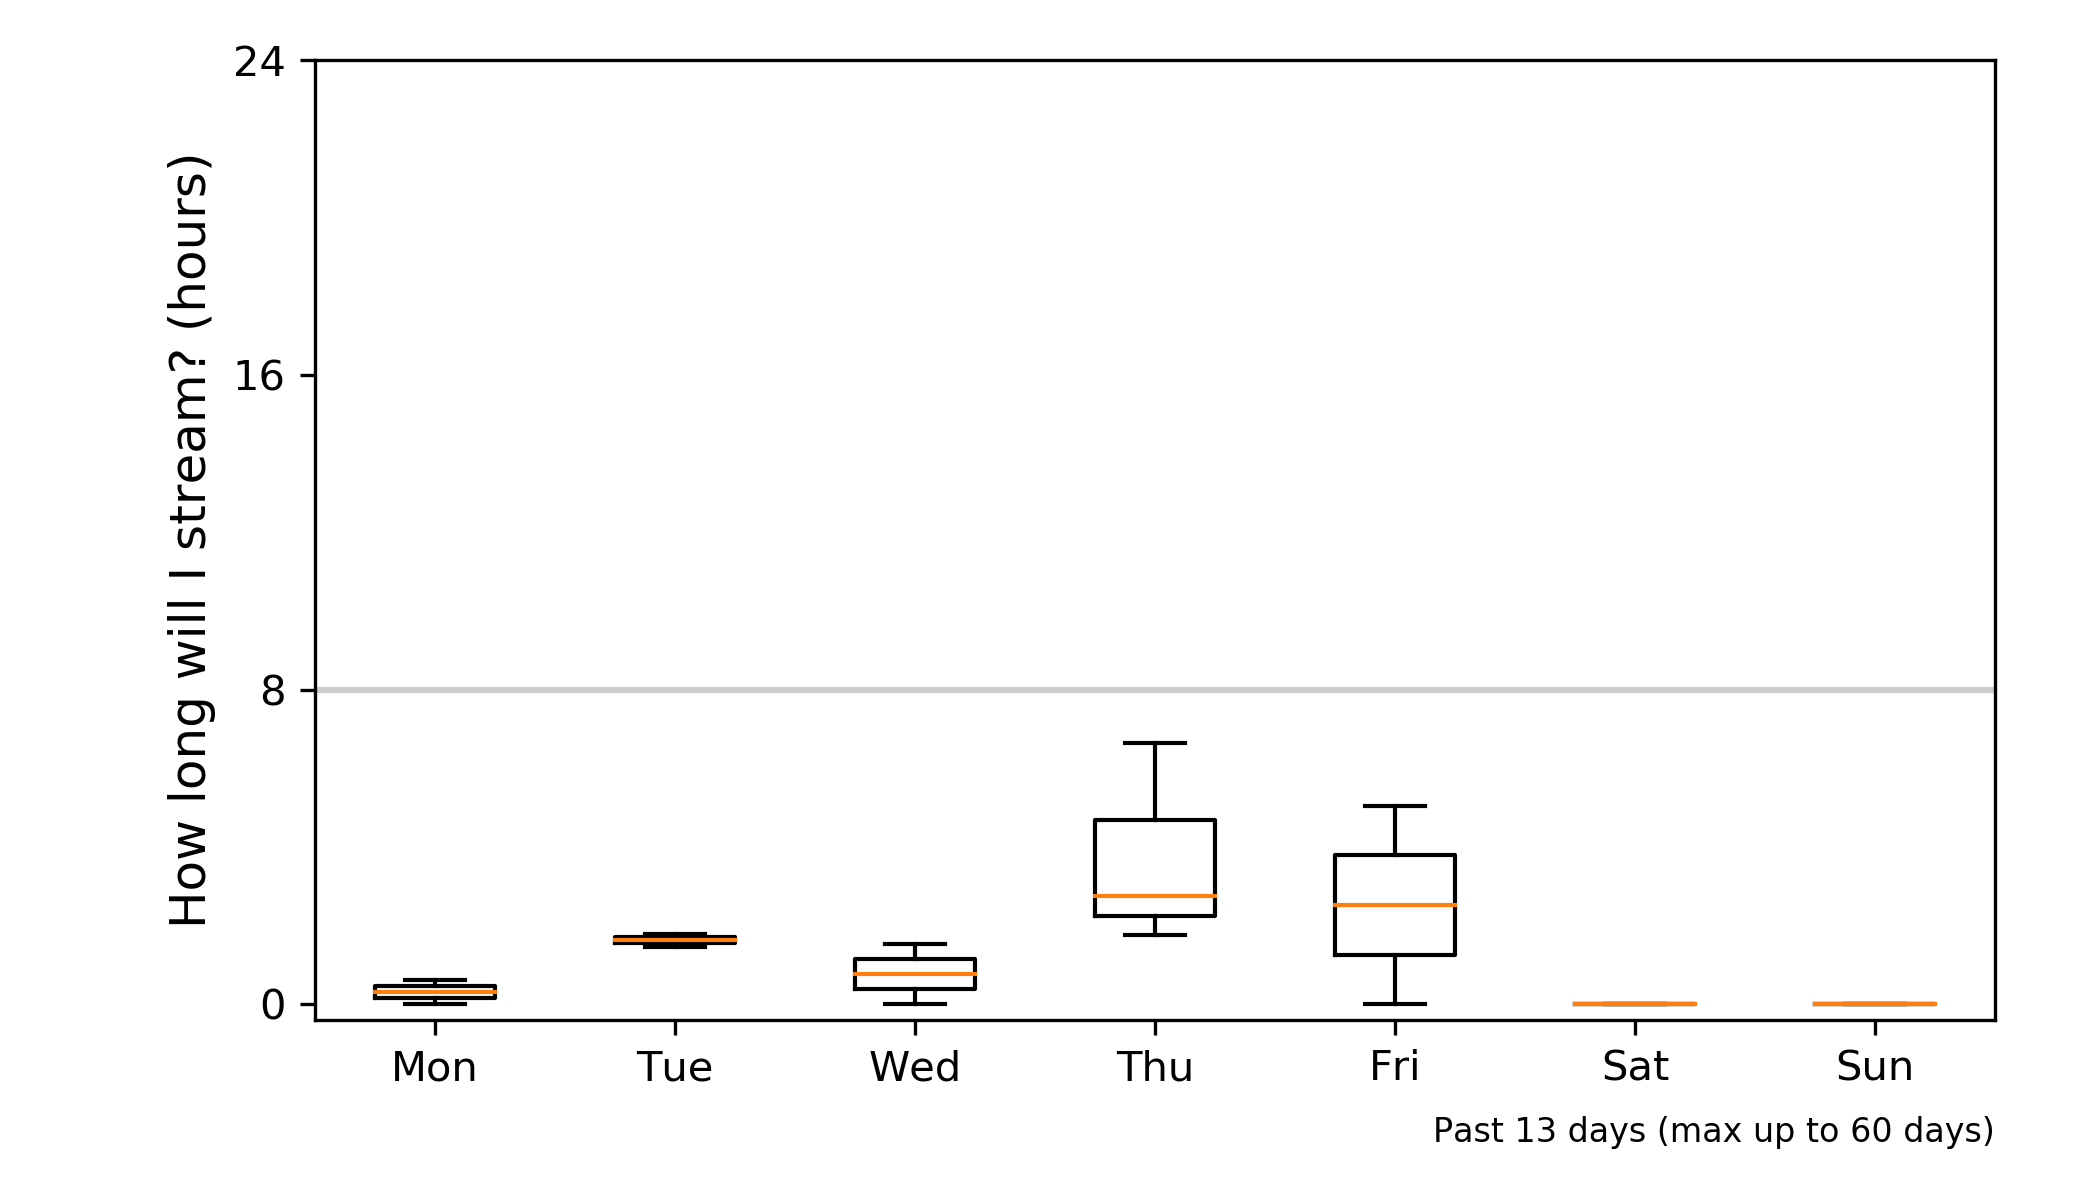 How long will I stream? (hours)
24
16
8
0
Mon Tue Wed Thu Fri Sat Sun
Past 13 days (max up to 60 days)